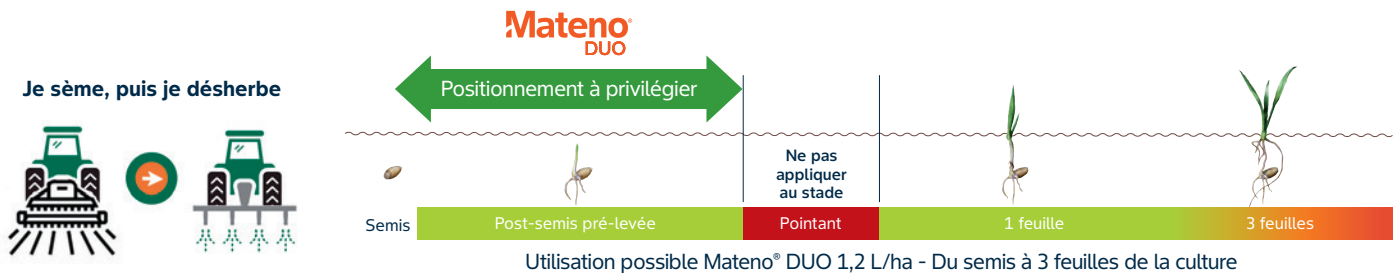 Mateno®
DUO
Je sème, puis je désherbe
Positionnement à privilégier
Ne pas
appliquer
au stade
Semis
Post-semis pré-levée
Pointant
1 feuille
3 feuilles
Utilisation possible Mateno® DUO 1,2 L/ha - Du semis à 3 feuilles de la culture